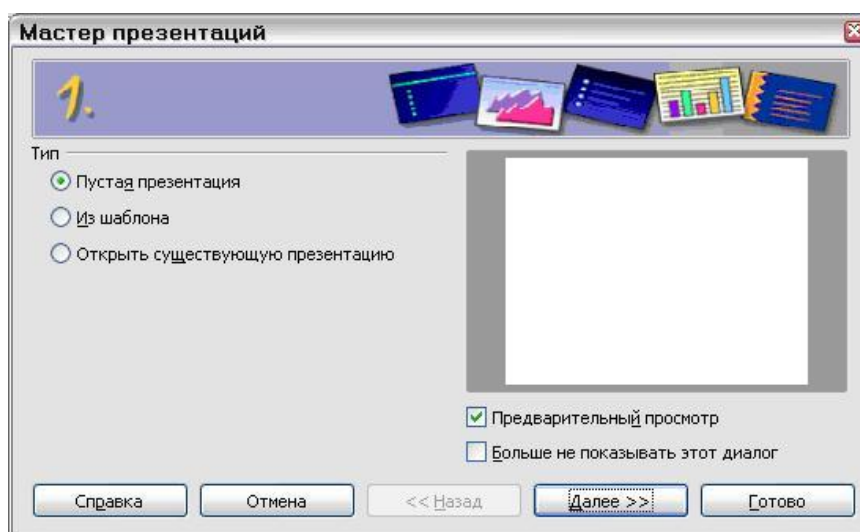 Мастер презентаций
1.
Тип
Пустая презентация
Из шаблона
Открыть существующую презентацию
Предварительный просмотр
Больше не показывать этот диалог
Справка Отмена << Назад Далее >> Готово